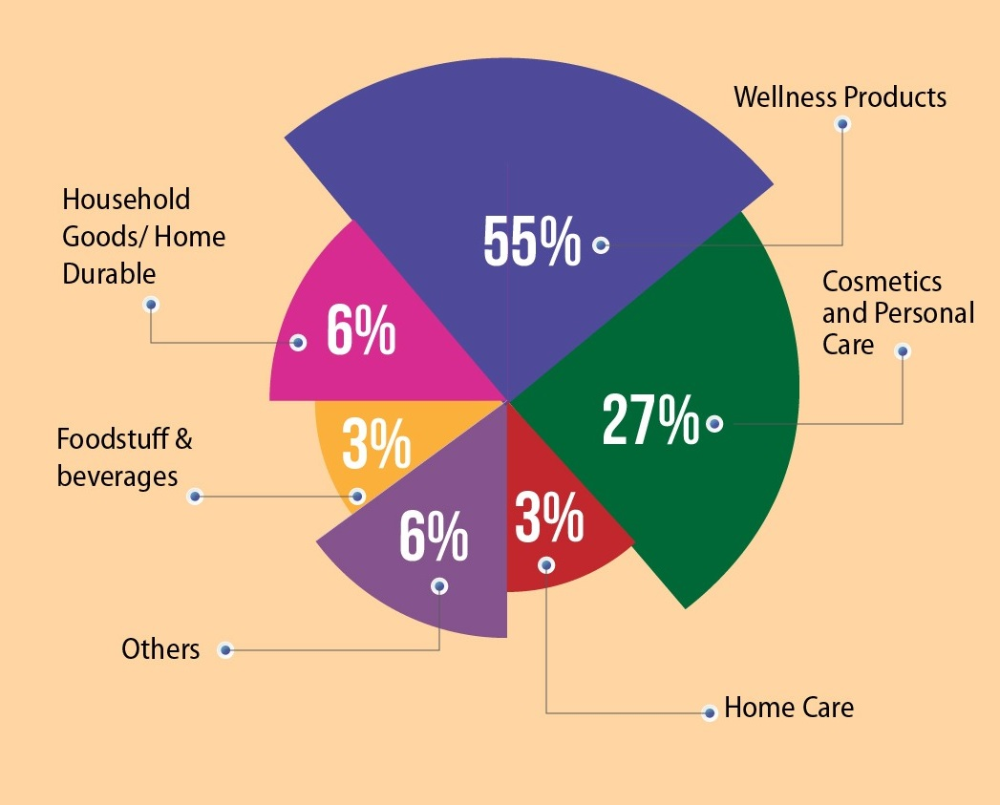 Wellness Products
55%
Household
Goods/ Home
Durable
6%
Cosmetics
and Personal
Care
27%
Foodstuff &
beverages
3%
6%
3%
Others
Home Care